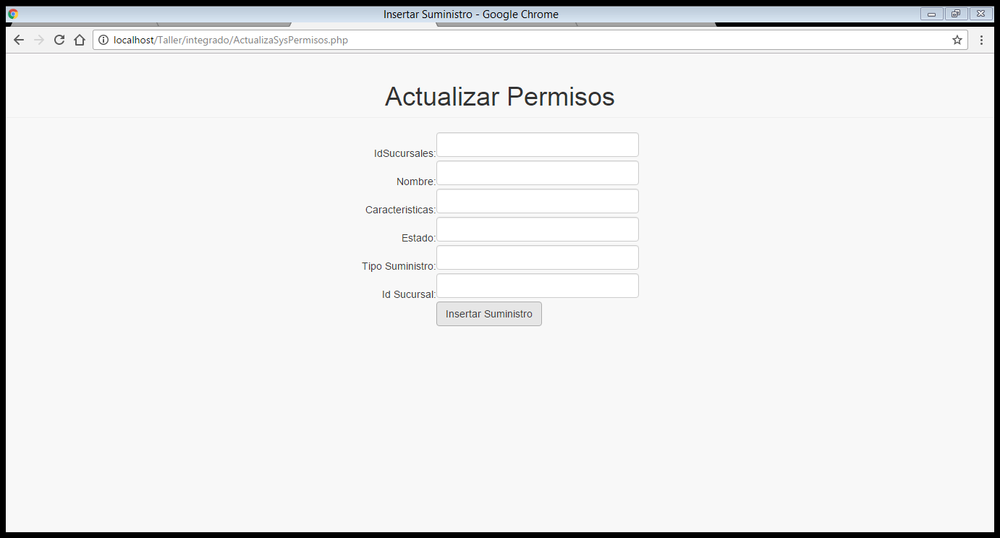 Insertar Suministro - Google Chrome
localhost/Taller/integrado/ActualizaSysPermisos.php
Actualizar Permisos
IdSucursales:
Nombre:
Caracteristicas:
Estado:
Tipo Suministro:
Id Sucursal:
Insertar Suministro